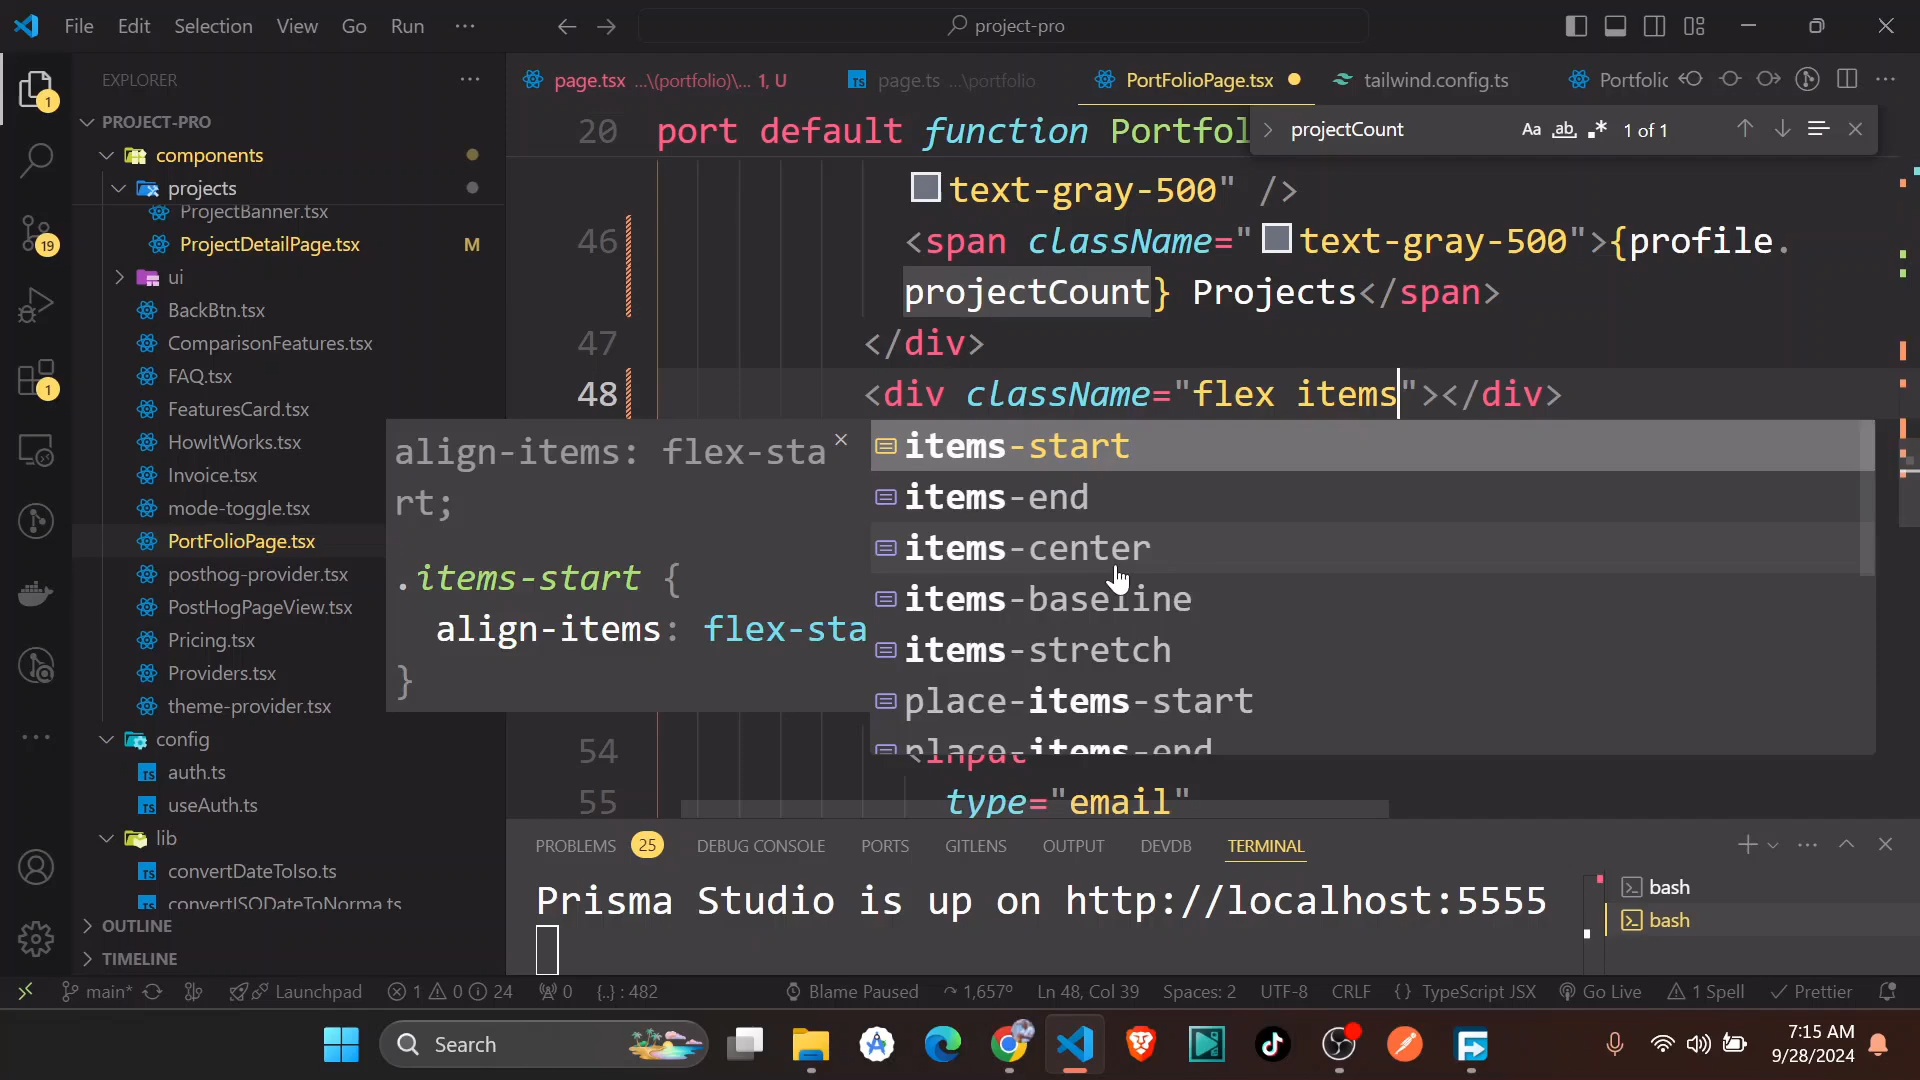 File Edit Selection View Go Run ··· project-pro
EXPLORER ···
page.tsx ...\(portfolio)\... 1, U page.ts ...\portfolio PortFolioPage.tsx tailwind.config.ts Portfolic ···
PROJECT-PRO
components
projects
ProjectBanner.tsx
ProjectDetailPage.tsx M
ui
BackBtn.tsx
ComparisonFeatures.tsx
FAQ.tsx
FeaturesCard.tsx
HowItWorks.tsx
Invoice.tsx
mode-toggle.tsx
PortFolioPage.tsx
posthog-provider.tsx
PostHogPageView.tsx
Pricing.tsx
Providers.tsx
theme-provider.tsx
config
auth.ts
useAuth.ts
lib
convertDateToIso.ts
convertISODateToNorma.ts
OUTLINE
TIMELINE
1
19
1
projectCount Aa ab .* 1 of 1
20 port default function Portfol
text-gray-500" />
46 <span className="text-gray-500">{profile.
projectCount} Projects</span>
47 </div>
48 <div className="flex items"></div>
align-items: flex-sta
rt;
.items-start {
align-items: flex-sta
}
items-start
items-end
items-center
items-baseline
items-stretch
place-items-start
place-items-end
54 <input
55 type="email"
PROBLEMS 25 DEBUG CONSOLE PORTS GITLENS OUTPUT DEVDB TERMINAL
Prisma Studio is up on http://localhost:5555
bash
bash
main* Launchpad 1 0 24 0 {..} : 482 Blame Paused 1,657° Ln 48, Col 39 Spaces: 2 UTF-8 CRLF {} TypeScript JSX Go Live 1 Spell Prettier
Search
7:15 AM
9/28/2024